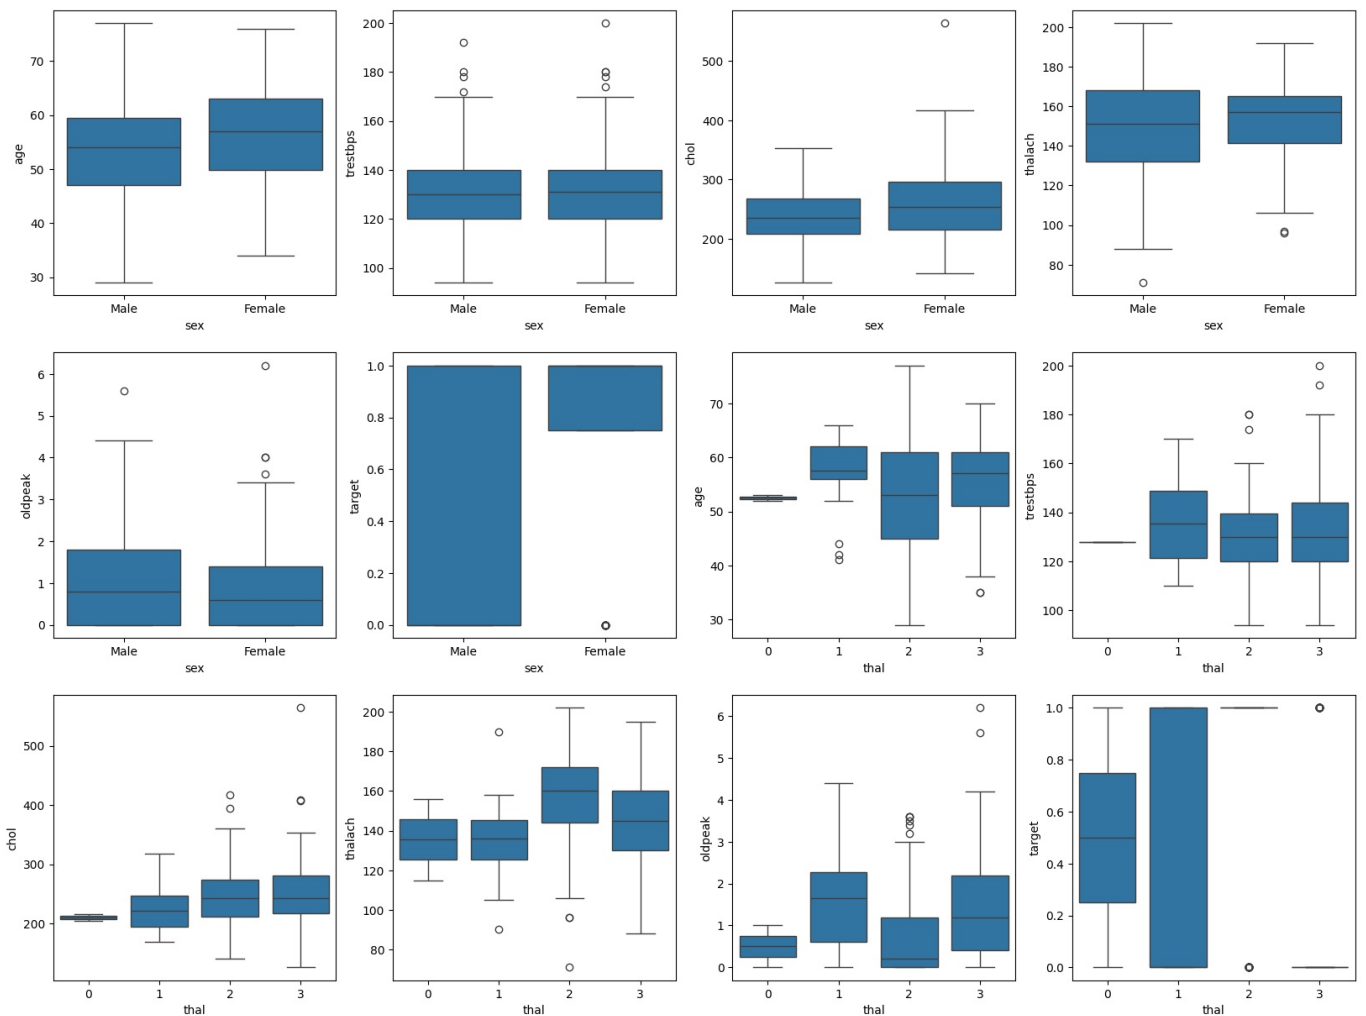 70
60
50
40
30
age
Male
Female
sex
200
180
160
140
120
100
trestbps
Male
Female
sex
500
400
300
200
chol
Male
Female
sex
200
180
160
140
120
100
80
thalach
Male
Female
sex
6
5
4
3
2
1
0
oldpeak
Male
Female
sex
1.0
0.8
0.6
0.4
0.2
0.0
target
Male
Female
sex
70
60
50
40
30
age
0
1
2
3
thal
200
180
160
140
120
100
trestbps
0
1
2
3
thal
500
400
300
200
chol
0
1
2
3
thal
200
180
160
140
120
100
80
thalach
0
1
2
3
thal
6
5
4
3
2
1
0
oldpeak
0
1
2
3
thal
1.0
0.8
0.6
0.4
0.2
0.0
target
0
1
2
3
thal